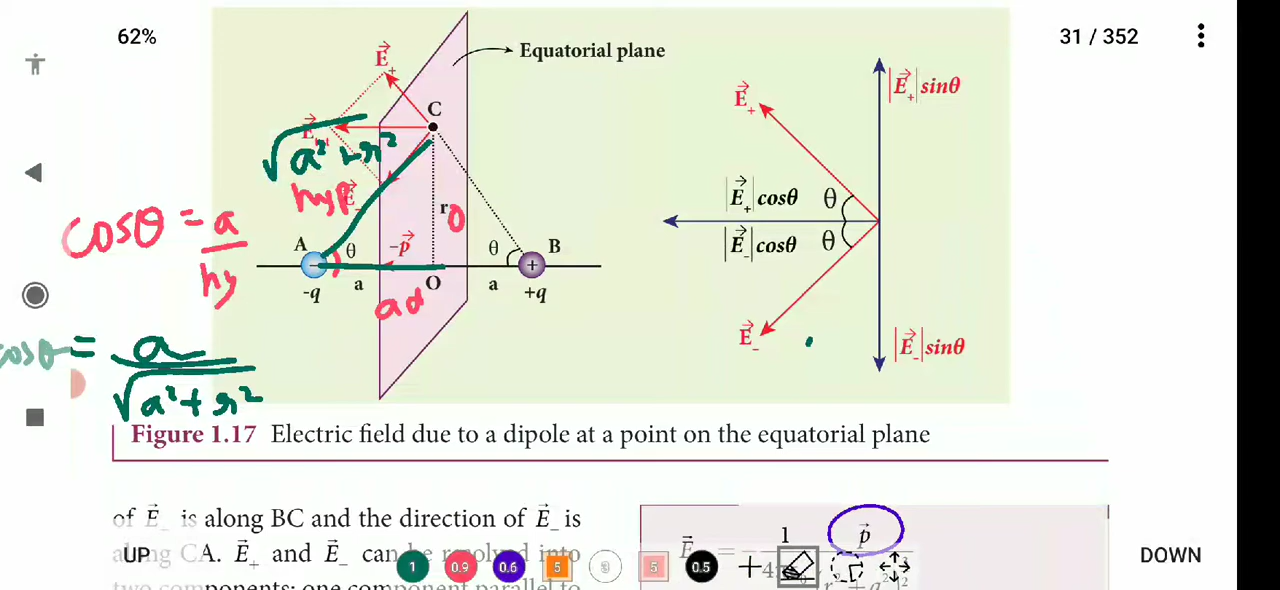 62%
31 / 352
Equatorial plane
E₊
C
√a²+r²
hyp
r
0
cosθ = a
hy
A
θ
-p
θ
B
-q
a
O
a
+q
ad
cosθ = a
√a²+r²
|E₊|sinθ
E₊
|E₊|cosθ θ
|E₋|cosθ θ
E₋
|E₋|sinθ
Figure 1.17 Electric field due to a dipole at a point on the equatorial plane
of E₋ is along BC and the direction of E₋ is
along CA. E₊ and E₋ can be resolved into
two components: one component parallel to
1
p
UP
1 0.9 0.6 5 3 5 0.5
DOWN